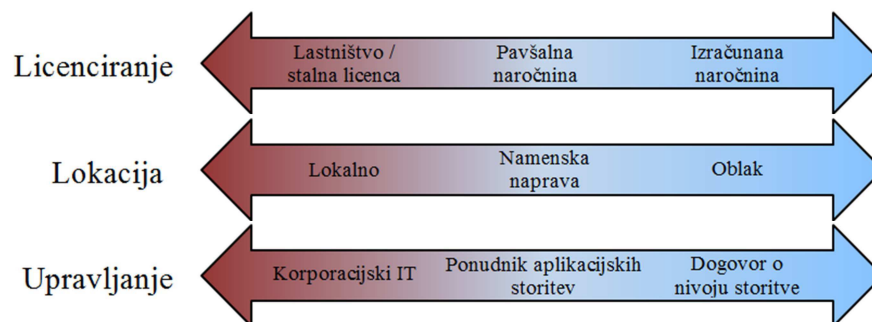 Licenciranje
Lastništvo /
stalna licenca
Pavšalna
naročnina
Izračunana
naročnina
Lokacija
Lokalno
Namenska
naprava
Oblak
Upravljanje
Korporacijski IT
Ponudnik aplikacijskih
storitev
Dogovor o
nivoju storitve